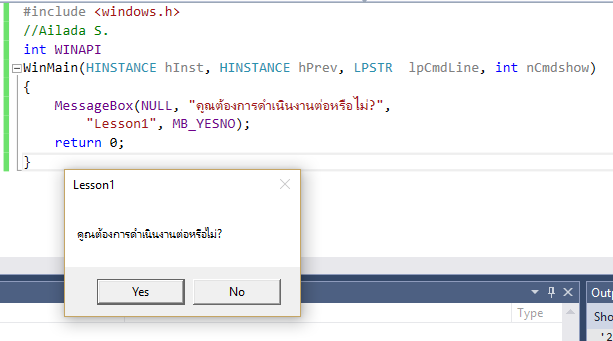 #include <windows.h>
//Ailada S.
int WINAPI
WinMain(HINSTANCE hInst, HINSTANCE hPrev, LPSTR  lpCmdLine, int nCmdshow)
{
MessageBox(NULL, "คุณต้องการดำเนินงานต่อหรือไม่?",
"Lesson1", MB_YESNO);
return 0;
}
Lesson1
คุณต้องการดำเนินงานต่อหรือไม่?
Yes No
Type
Outp
Sho
'2